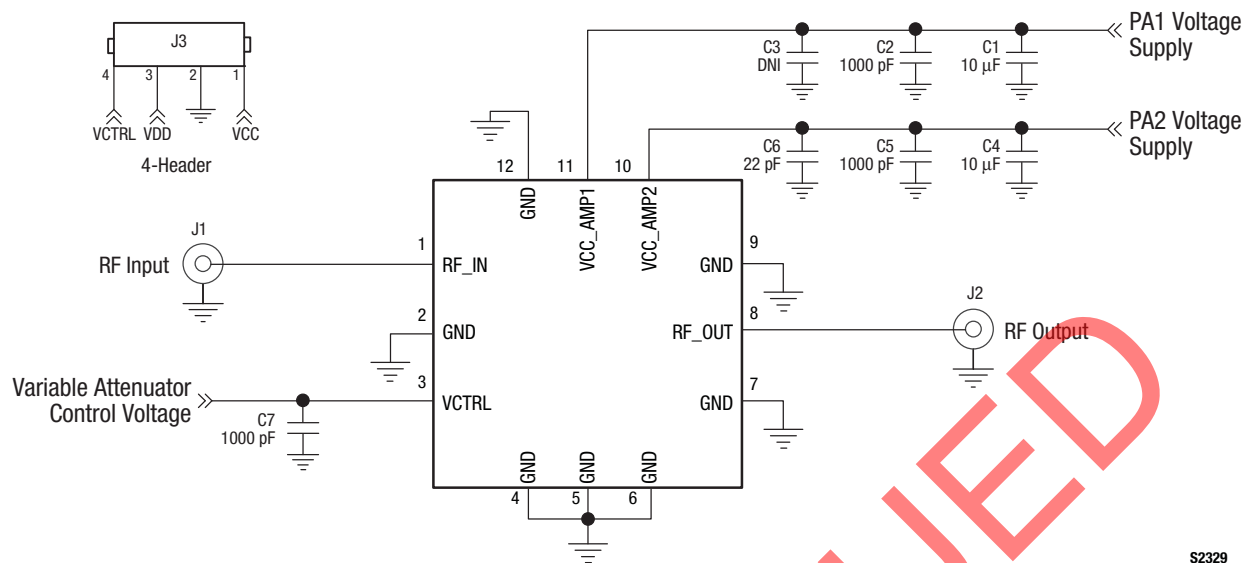 J3
4 3 2 1
VCTRL VDD VCC
4-Header
PA1 Voltage
Supply
C3
DNI
C2
1000 pF
C1
10 μF
PA2 Voltage
Supply
C6
22 pF
C5
1000 pF
C4
10 μF
12 11 10
GND VCC_AMP1 VCC_AMP2
J1
RF Input
1
RF_IN
9
GND
2
GND
8
RF_OUT
J2
RF Output
Variable Attenuator
Control Voltage
3
VCTRL
7
GND
C7
1000 pF
GND GND GND
4 5 6
UED
S2329